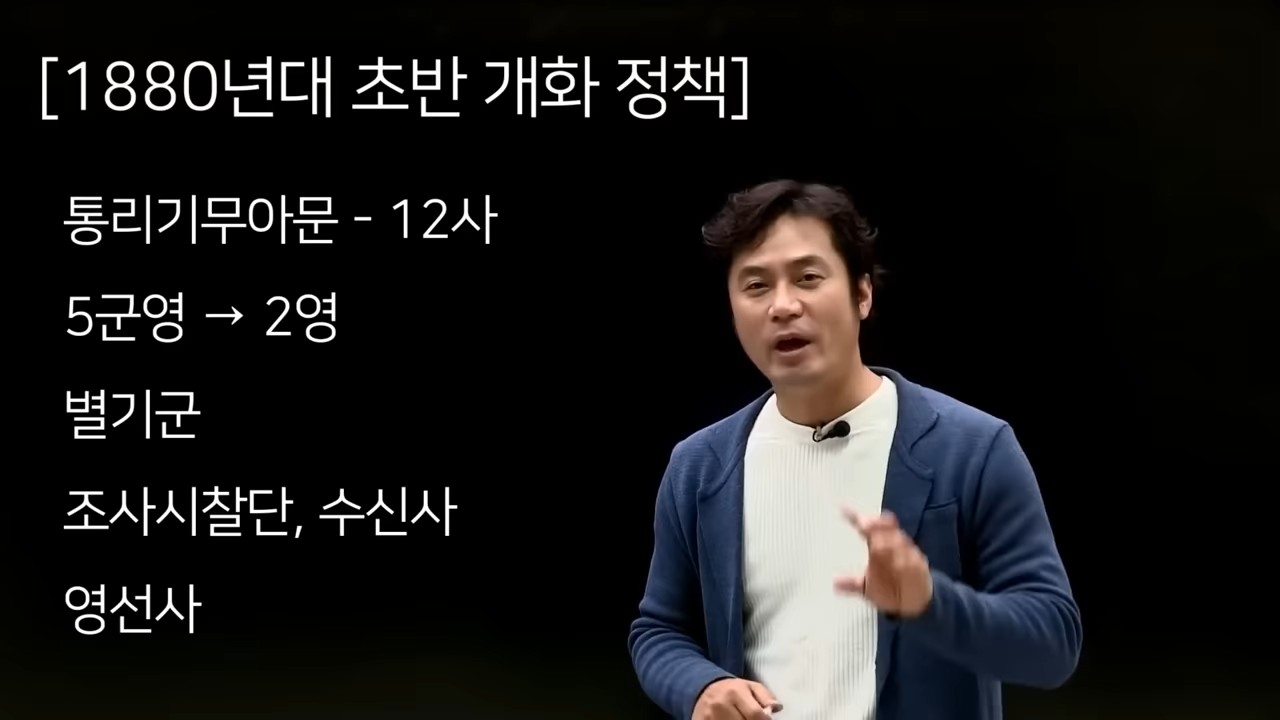 [1880년대 초반 개화 정책]
통리기무아문 - 12사
5군영 → 2영
별기군
조사시찰단, 수신사
영선사